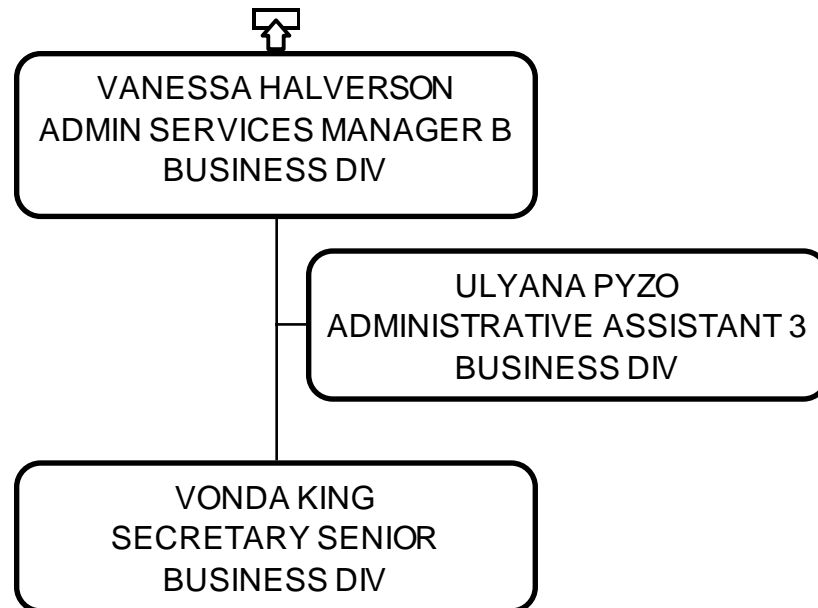 VANESSA HALVERSON
ADMIN SERVICES MANAGER B
BUSINESS DIV
ULYANA PYZO
ADMINISTRATIVE ASSISTANT 3
BUSINESS DIV
VONDA KING
SECRETARY SENIOR
BUSINESS DIV